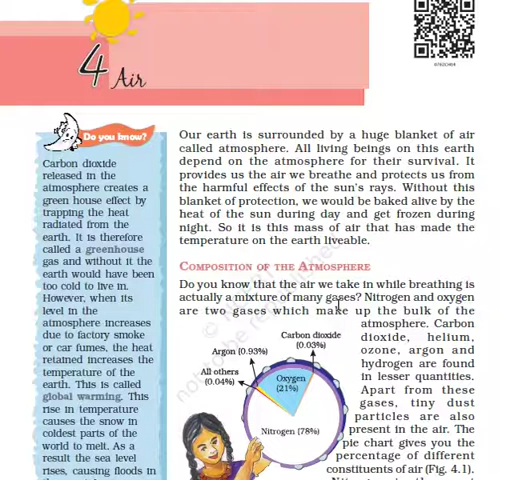 4 Air
0762CH04
Do you know?
Carbon dioxide
released in the
atmosphere creates a
green house effect by
trapping the heat
radiated from the
earth. It is therefore
called a greenhouse
gas and without it the
earth would have been
too cold to live in.
However, when its
level in the
atmosphere increases
due to factory smoke
or car fumes, the heat
retained increases the
temperature of the
earth. This is called
global warming. This
rise in temperature
causes the snow in
coldest parts of the
world to melt. As a
result the sea level
rises, causing floods in
Our earth is surrounded by a huge blanket of air
called atmosphere. All living beings on this earth
depend on the atmosphere for their survival. It
provides us the air we breathe and protects us from
the harmful effects of the sun's rays. Without this
blanket of protection, we would be baked alive by the
heat of the sun during day and get frozen during
night. So it is this mass of air that has made the
temperature on the earth liveable.
COMPOSITION OF THE ATMOSPHERE
Do you know that the air we take in while breathing is
actually a mixture of many gases? Nitrogen and oxygen
are two gases which make up the bulk of the
atmosphere. Carbon
dioxide, helium,
ozone, argon and
hydrogen are found
in lesser quantities.
Apart from these
gases, tiny dust
particles are also
present in the air. The
pie chart gives you the
percentage of different
constituents of air (Fig. 4.1).
Carbon dioxide
(0.03%)
Argon (0.93%)
All others
(0.04%)
Oxygen
(21%)
Nitrogen (78%)
not to be republished